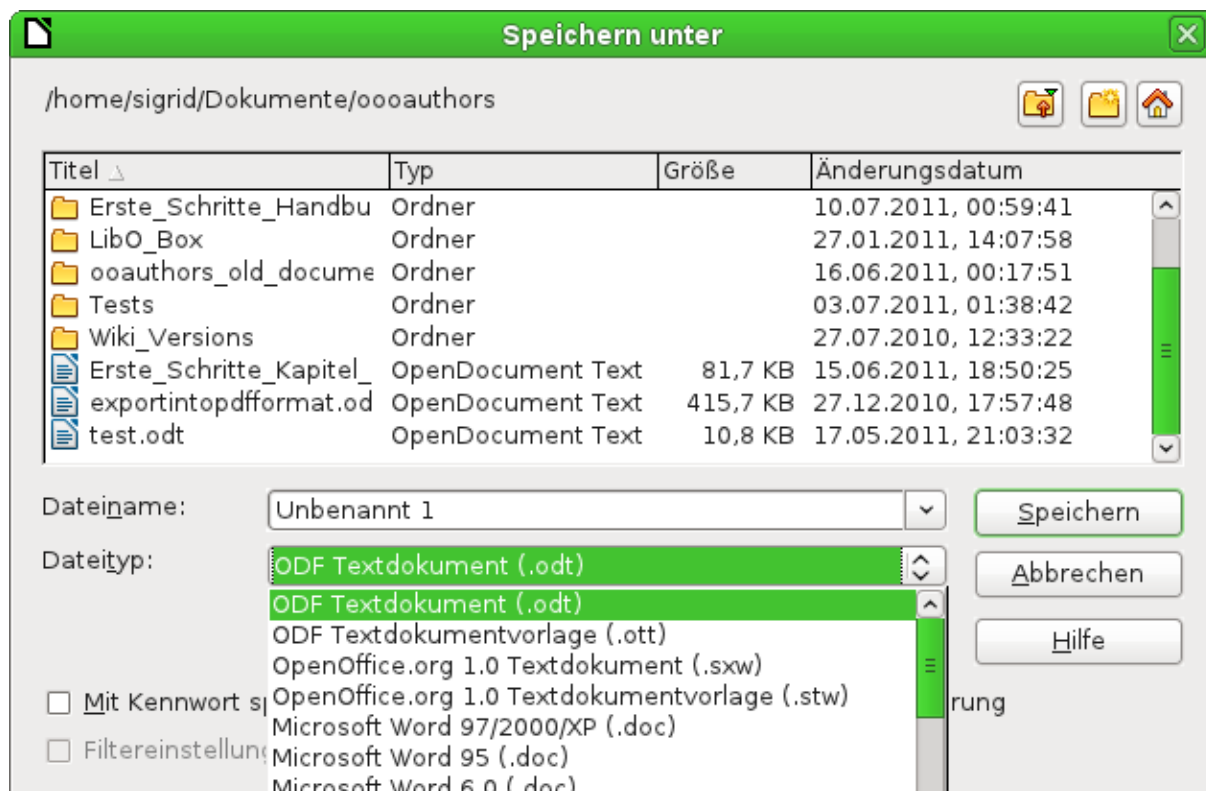 Speichern unter
/home/sigrid/Dokumente/oooauthors
Titel Typ Größe Änderungsdatum
Erste_Schritte_Handbu Ordner 10.07.2011, 00:59:41
LibO_Box Ordner 27.01.2011, 14:07:58
ooauthors_old_docume Ordner 16.06.2011, 00:17:51
Tests Ordner 03.07.2011, 01:38:42
Wiki_Versions Ordner 27.07.2010, 12:33:22
Erste_Schritte_Kapitel_ OpenDocument Text 81,7 KB 15.06.2011, 18:50:25
exportintopdfformat.od OpenDocument Text 415,7 KB 27.12.2010, 17:57:48
test.odt OpenDocument Text 10,8 KB 17.05.2011, 21:03:32
Dateiname: Unbenannt 1 Speichern
Dateityp: ODF Textdokument (.odt) Abbrechen
ODF Textdokument (.odt)
ODF Textdokumentvorlage (.ott) Hilfe
OpenOffice.org 1.0 Textdokument (.sxw)
OpenOffice.org 1.0 Textdokumentvorlage (.stw)
Mit Kennwort sp rung
Microsoft Word 97/2000/XP (.doc)
Filtereinstellung Microsoft Word 95 (.doc)
Microsoft Word 6.0 (.doc)